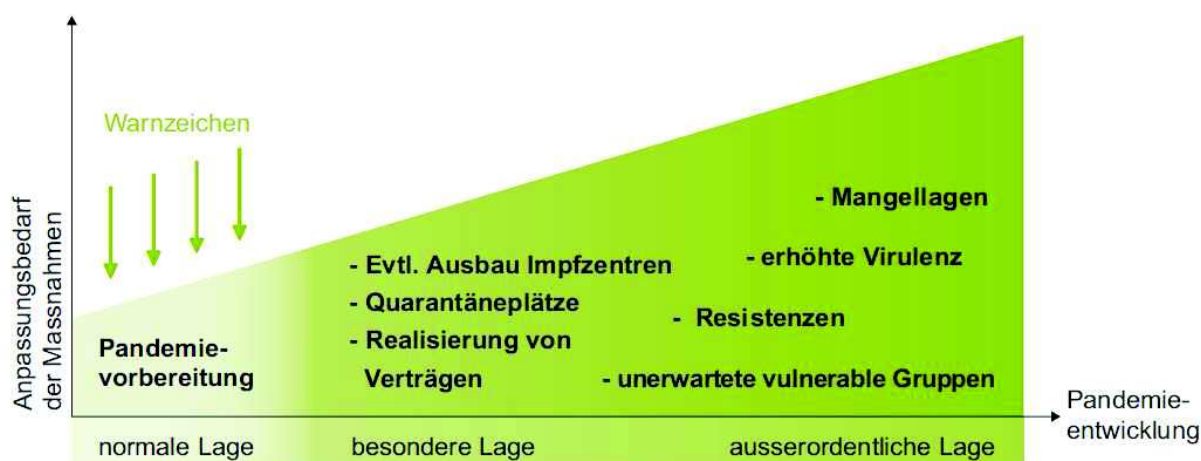 Warnzeichen
Anpassungsbedarf
der Massnahmen
Pandemie-
vorbereitung
- Evtl. Ausbau Impfzentren
- Quarantäneplätze
- Realisierung von
Verträgen
- Mangellagen
- erhöhte Virulenz
- Resistenzen
- unerwartete vulnerable Gruppen
Pandemie-
entwicklung
normale Lage
besondere Lage
ausserordentliche Lage